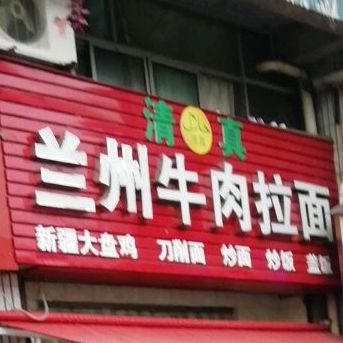 清真
兰州牛肉拉面
新疆大盘鸡 刀削面 炒面 炒饭 盖饭